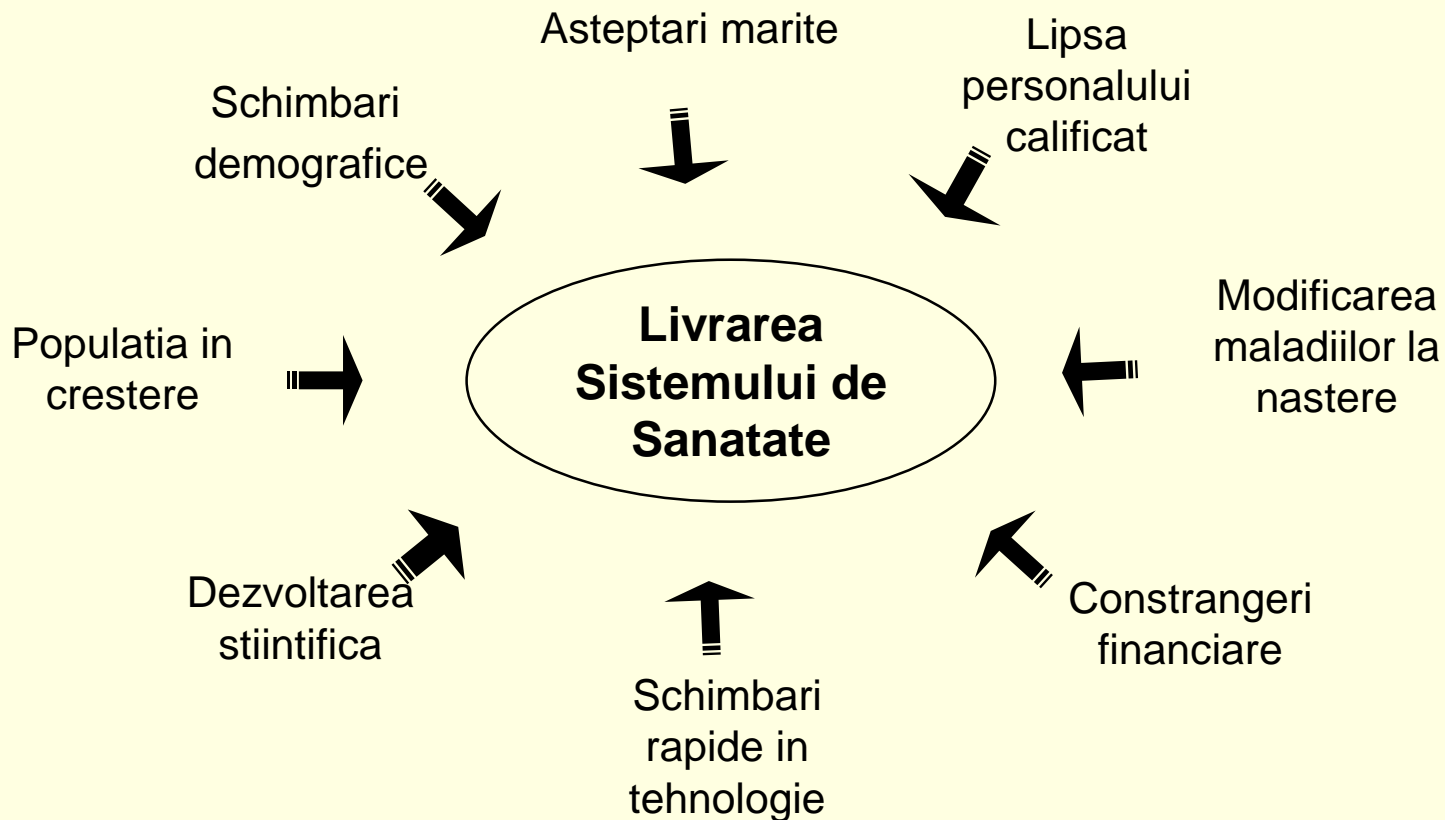 Asteptari marite
Lipsa
personalului
calificat
Schimbari
demografice
Populatia in
crestere
Livrarea
Sistemului de
Sanatate
Modificarea
maladiilor la
nastere
Dezvoltarea
stiintifica
Constrangeri
financiare
Schimbari
rapide in
tehnologie